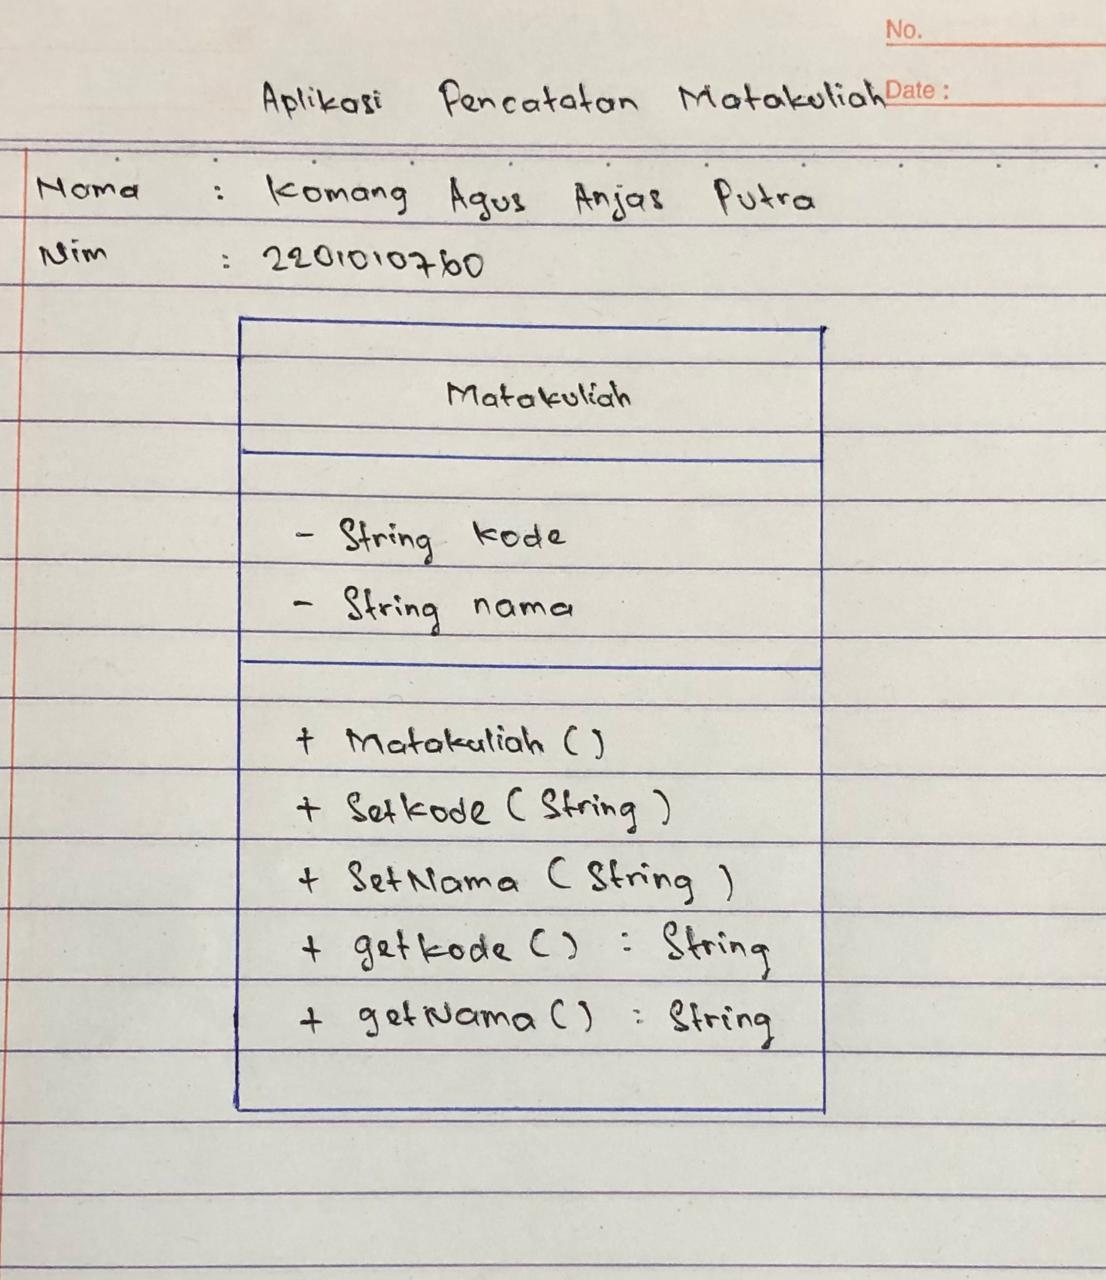 No.
Aplikasi Pencatatan Matakuliah Date :
Nama : Komang Agus Anjas Putra
Nim : 2201010760
Matakuliah
- String kode
- String nama
+ Matakuliah ()
+ Setkode ( String )
+ SetNama ( String )
+ getkode () : String
+ getNama () : String